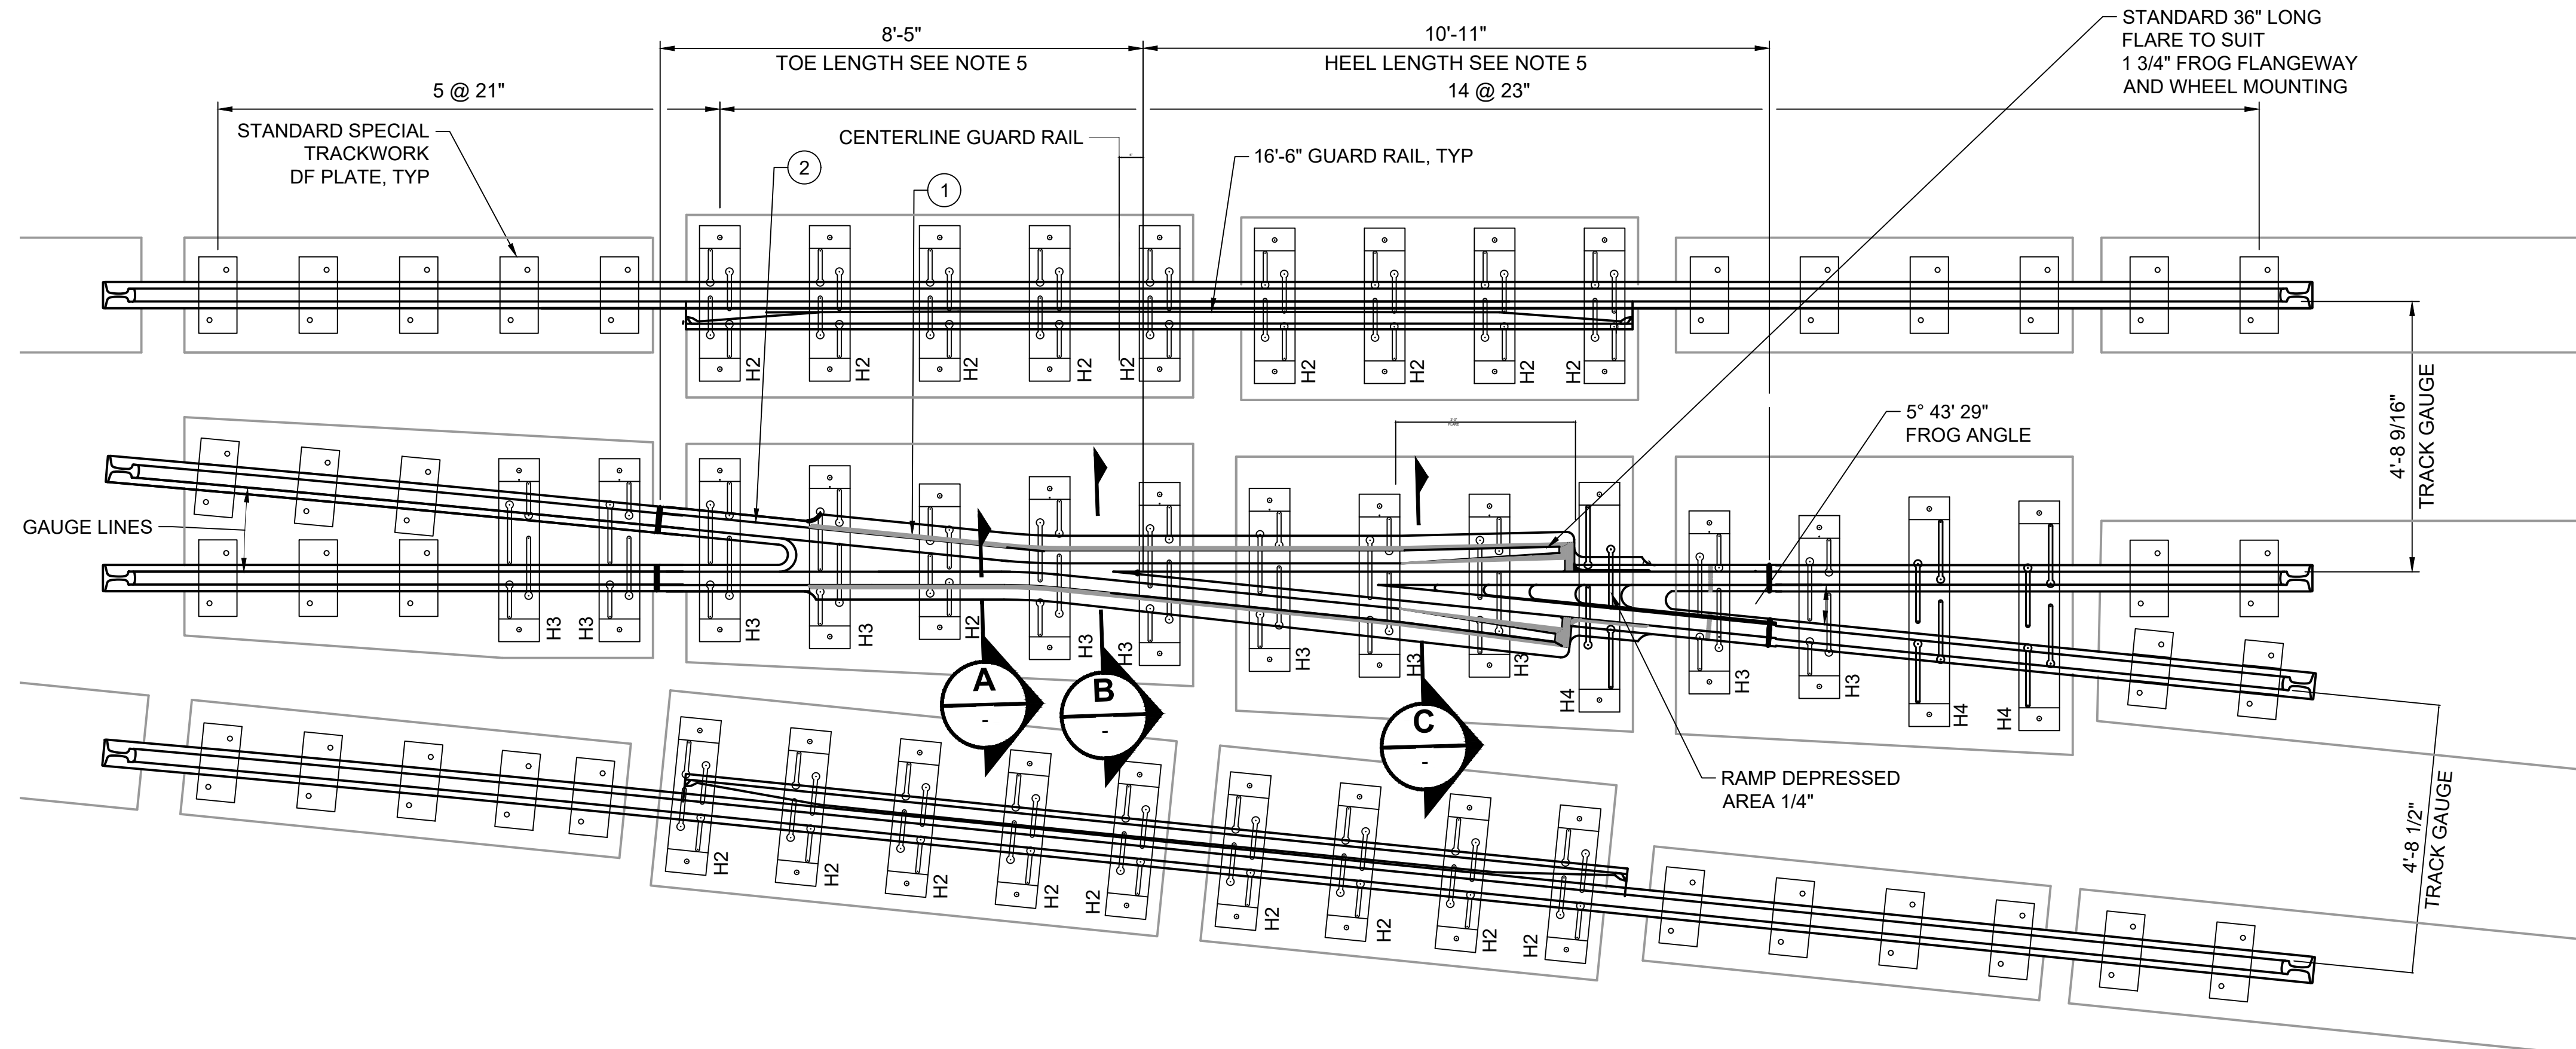 8'-5"
TOE LENGTH SEE NOTE 5
10'-11"
HEEL LENGTH SEE NOTE 5
STANDARD 36" LONG
FLARE TO SUIT
1 3/4" FROG FLANGEWAY
AND WHEEL MOUNTING
5 @ 21"
14 @ 23"
STANDARD SPECIAL
TRACKWORK
DF PLATE, TYP
CENTERLINE GUARD RAIL
16'-6" GUARD RAIL, TYP
2
1
H2
H2
H2
H2
H2
H2
H2
H2
H2
4'-8 9/16"
TRACK GAUGE
5° 43' 29"
FROG ANGLE
GAUGE LINES
H3
H3
H3
H3
H2
H3
H3
H3
H3
H3
H4
H3
H3
H4
H4
A
-
B
-
C
-
RAMP DEPRESSED
AREA 1/4"
4'-8 1/2"
TRACK GAUGE
H2
H2
H2
H2
H2
H2
H2
H2
H2